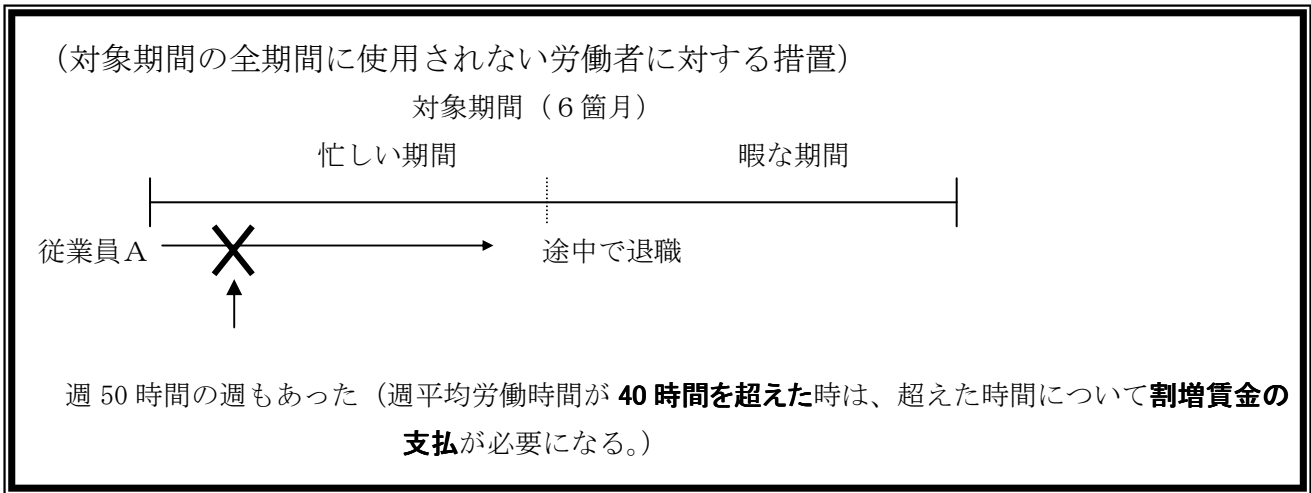 （対象期間の全期間に使用されない労働者に対する措置）
対象期間（６箇月）
忙しい期間　暇な期間
従業員Ａ　途中で退職
週 50 時間の週もあった（週平均労働時間が 40 時間を超えた時は、超えた時間について割増賃金の
支払が必要になる。）